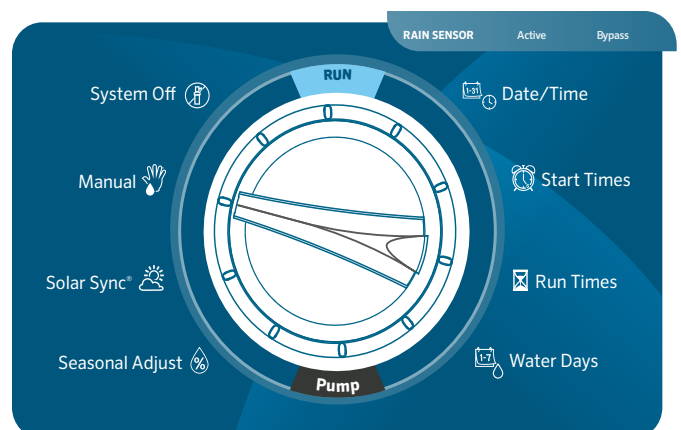 RAIN SENSOR Active Bypass
RUN
System Off
Date/Time
1-31
Manual
Start Times
Solar Sync®
Run Times
Seasonal Adjust
%
Water Days
1-7
Pump